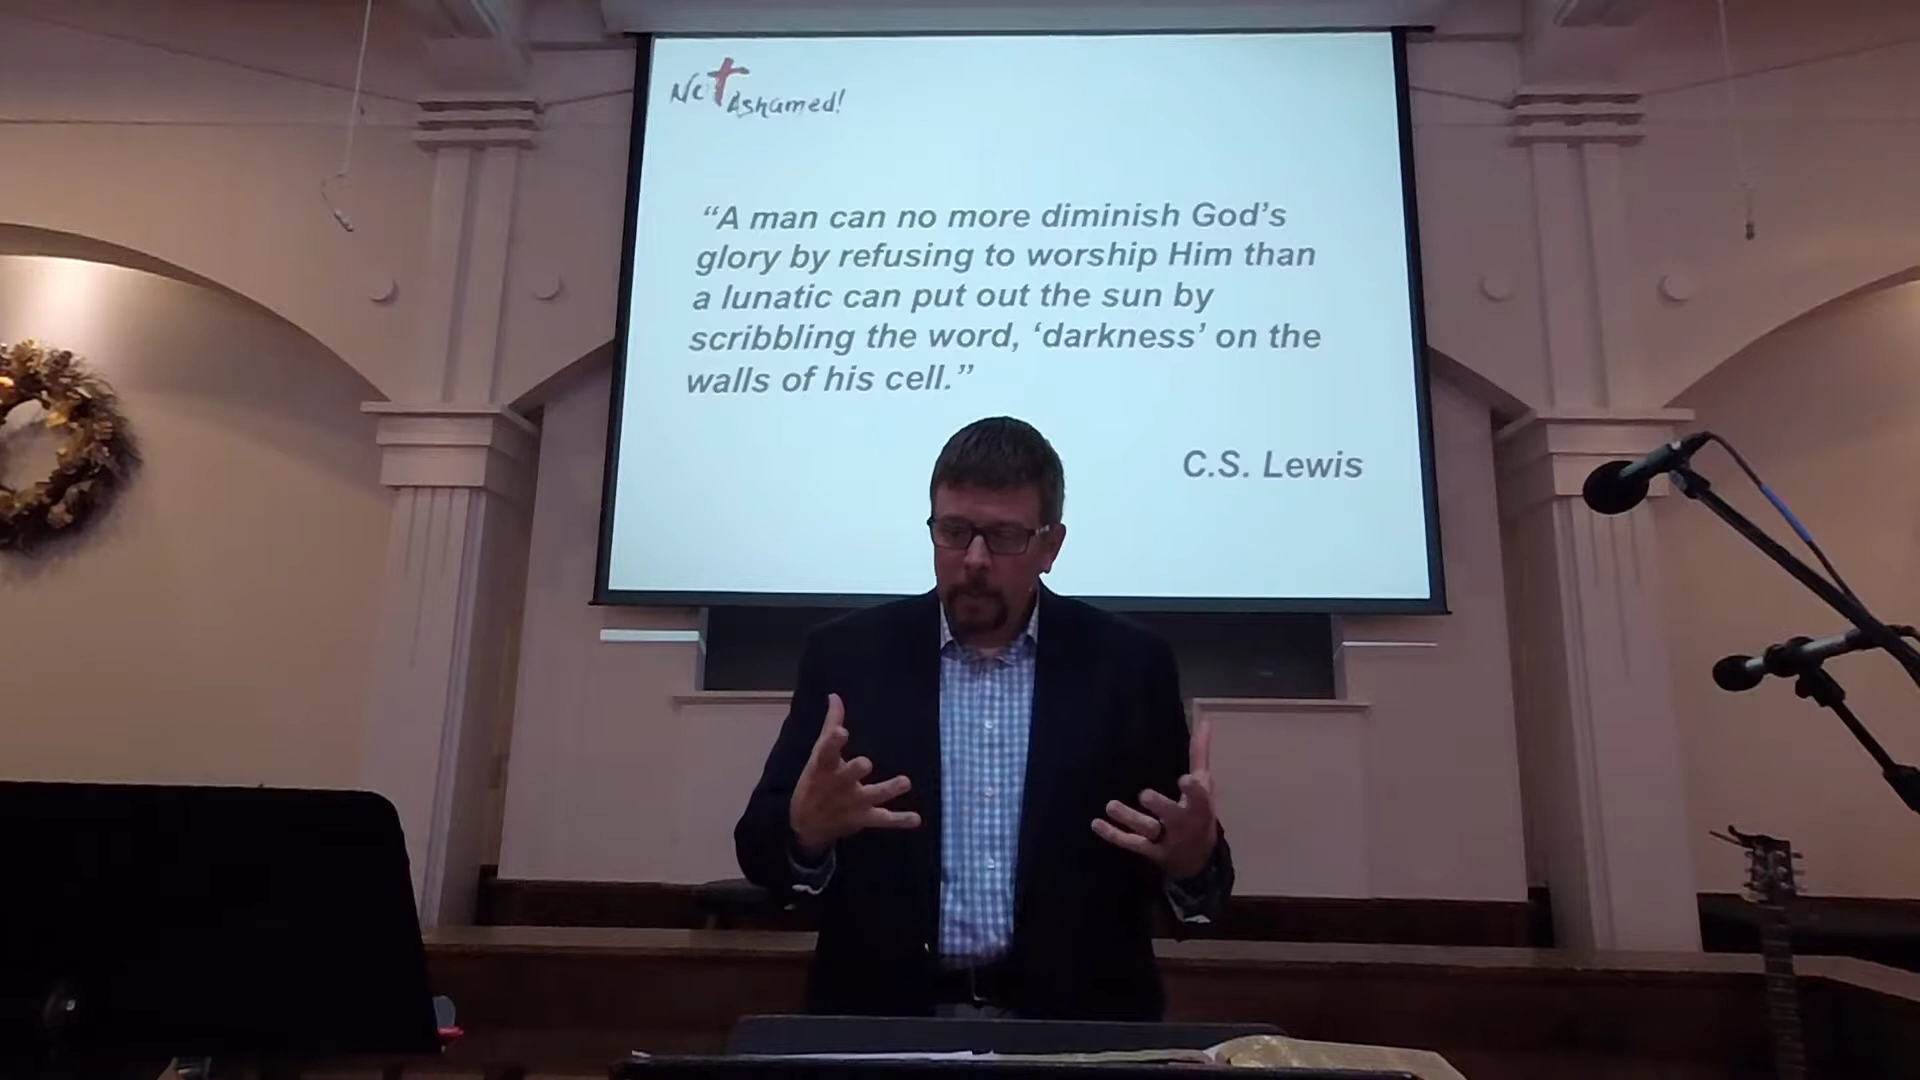 Not Ashamed!
“A man can no more diminish God’s
glory by refusing to worship Him than
a lunatic can put out the sun by
scribbling the word, ‘darkness’ on the
walls of his cell.”
C.S. Lewis